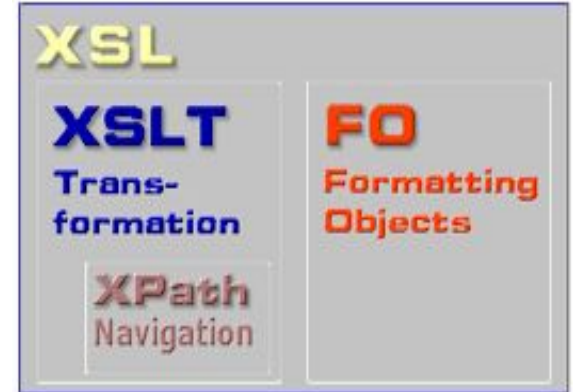 XSL
XSLT
Trans-
formation
XPath
Navigation
FO
Formatting
Objects